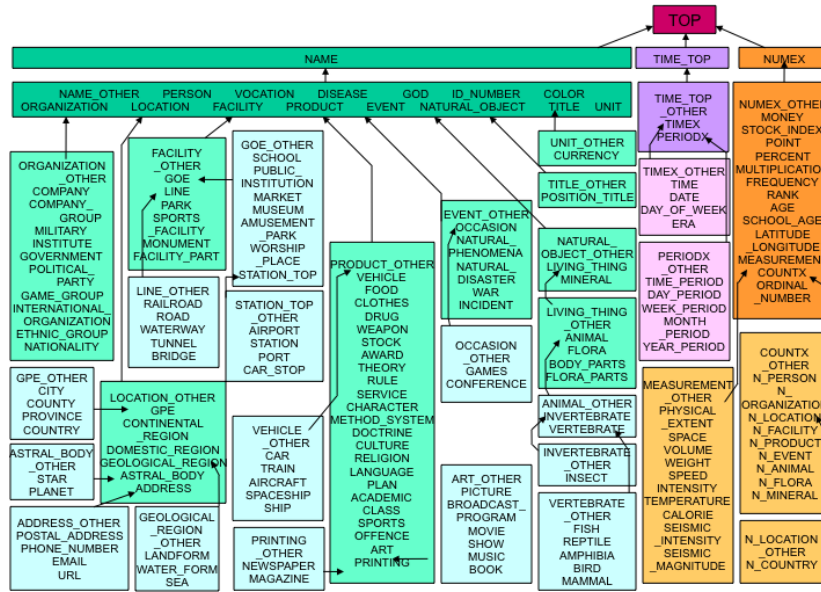 TOP
NAME
TIME_TOP
NUMEX
NAME_OTHER PERSON VOCATION DISEASE GOD ID_NUMBER COLOR
ORGANIZATION LOCATION FACILITY PRODUCT EVENT NATURAL_OBJECT TITLE UNIT
TIME_TOP
_OTHER
TIMEX
PERIODX
NUMEX_OTHER
MONEY
STOCK_INDEX
POINT
PERCENT
MULTIPLICATION
FREQUENCY
RANK
AGE
SCHOOL_AGE
LATITUDE
_LONGITUDE
MEASUREMENT
COUNTX
ORDINAL
_NUMBER
ORGANIZATION
_OTHER
COMPANY
COMPANY_
GROUP
MILITARY
INSTITUTE
GOVERNMENT
POLITICAL_
PARTY
GAME_GROUP
INTERNATIONAL_
ORGANIZATION
ETHNIC_GROUP
NATIONALITY
FACILITY
_OTHER
GOE
LINE
PARK
SPORTS
_FACILITY
MONUMENT
FACILITY_PART
GOE_OTHER
SCHOOL
PUBLIC_
INSTITUTION
MARKET
MUSEUM
AMUSEMENT
_PARK
WORSHIP
_PLACE
STATION_TOP
UNIT_OTHER
CURRENCY
TITLE_OTHER
POSITION_TITLE
TIMEX_OTHER
TIME
DATE
DAY_OF_WEEK
ERA
LINE_OTHER
RAILROAD
ROAD
WATERWAY
TUNNEL
BRIDGE
STATION_TOP
_OTHER
AIRPORT
STATION
PORT
CAR_STOP
PRODUCT_OTHER
VEHICLE
FOOD
CLOTHES
DRUG
WEAPON
STOCK
AWARD
THEORY
RULE
SERVICE
CHARACTER
METHOD_SYSTEM
DOCTRINE
CULTURE
RELIGION
LANGUAGE
PLAN
ACADEMIC
CLASS
SPORTS
OFFENCE
ART
PRINTING
EVENT_OTHER
OCCASION
NATURAL_
PHENOMENA
NATURAL_
DISASTER
WAR
INCIDENT
NATURAL_
OBJECT_OTHER
LIVING_THING
MINERAL
PERIODX
_OTHER
TIME_PERIOD
DAY_PERIOD
WEEK_PERIOD
MONTH
_PERIOD
YEAR_PERIOD
LIVING_THING
_OTHER
ANIMAL
FLORA
BODY_PARTS
FLORA_PARTS
OCCASION
_OTHER
GAMES
CONFERENCE
COUNTX
_OTHER
N_PERSON
N_
ORGANIZATION
N_LOCATION
N_FACILITY
N_PRODUCT
N_EVENT
N_ANIMAL
N_FLORA
N_MINERAL
GPE_OTHER
CITY
COUNTY
PROVINCE
COUNTRY
LOCATION_OTHER
GPE
CONTINENTAL
_REGION
DOMESTIC_REGION
GEOLOGICAL_REGION
ASTRAL_BODY
ADDRESS
MEASUREMENT
_OTHER
PHYSICAL
_EXTENT
SPACE
VOLUME
WEIGHT
SPEED
INTENSITY
TEMPERATURE
CALORIE
SEISMIC
_INTENSITY
SEISMIC
_MAGNITUDE
VEHICLE
_OTHER
CAR
TRAIN
AIRCRAFT
SPACESHIP
SHIP
ANIMAL_OTHER
INVERTEBRATE
VERTEBRATE
ASTRAL_BODY
_OTHER
STAR
PLANET
INVERTEBRATE
_OTHER
INSECT
ART_OTHER
PICTURE
BROADCAST_
PROGRAM
MOVIE
SHOW
MUSIC
BOOK
VERTEBRATE
_OTHER
FISH
REPTILE
AMPHIBIA
BIRD
MAMMAL
ADDRESS_OTHER
POSTAL_ADDRESS
PHONE_NUMBER
EMAIL
URL
GEOLOGICAL
_REGION
_OTHER
LANDFORM
WATER_FORM
SEA
PRINTING
_OTHER
NEWSPAPER
MAGAZINE
N_LOCATION
_OTHER
N_COUNTRY